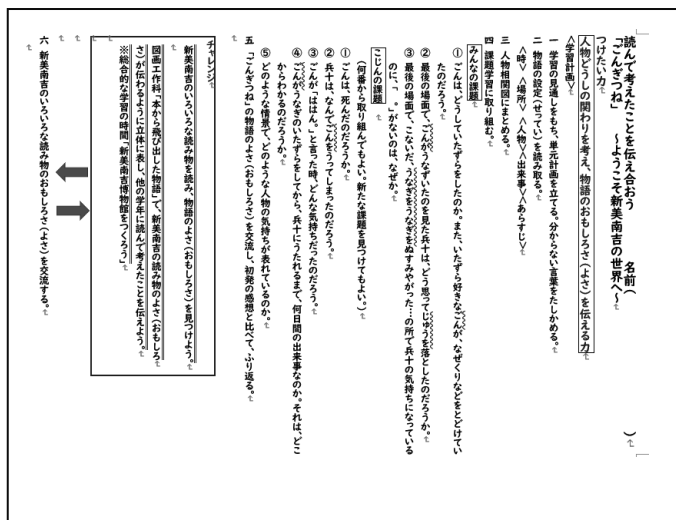 読んで考えたことを伝え合おう　　　名前（　　　　　　　　　）
「ごんぎつね」　～ようこそ新美南吉の世界へ～
つけたい力
人物どうしの関わりを考え、物語のおもしろさ（よさ）を伝える力
＜学習計画＞
一　学習の見通しをもち、単元計画を立てる。分からない言葉をたしかめる。
二　物語の設定（せってい）を読み取る。
＜時＞　＜場所＞　＜人物＞＜出来事＞＜あらすじ＞
三　人物相関図にまとめる。
四　課題学習に取り組む。
みんなの課題
①ごんは、どうしていたずらをしたのか。また、いたずら好きなごんが、なぜくりなどをとどけてい
たのだろう。
②　最後の場面で、ごんがうなずいたのを見た兵十は、どう思ってじゅうを落としたのだろうか。
③　最後の場面で、こないだ、うなぎをうなぎをぬすみやがった…の所で兵十の気持ちになっている
のに、「　。」がないのは、なぜか。
こじんの課題
（何番から取り組んでもよい。新たな課題を見つけてもよい。）
①　ごんは、死んだのだろうか。
②　兵十は、なんでごんをうってしまったのだろう。
③　ごんが「ははん。」と言った時、どんな気持ちだったのだろう。
④　ごんがうなぎのいたずらをしてから、兵十にうたれるまで、何日間の出来事なのか。それは、どこ
からわかるのだろうか。
⑤　どのような情景で、どのような人物の気持ちが表れているのか。
五　「ごんぎつね」の物語のよさ（おもしろさ）を交流し、初発の感想と比べて、ふり返る。
チャレンジ
新美南吉のいろいろな読み物を読み、物語のよさ（おもしろさ）を見つけよう。
図画工作科「本から飛び出した物語」で、新美南吉の読み物のよさ（おもしろ
さ）が伝わるように立体に表し、他の学年に読んで考えたことを伝えよう。
※総合的な学習の時間「新美南吉博物館をつくろう」
六　新美南吉のいろいろな読み物のおもしろさ（よさ）を交流する。